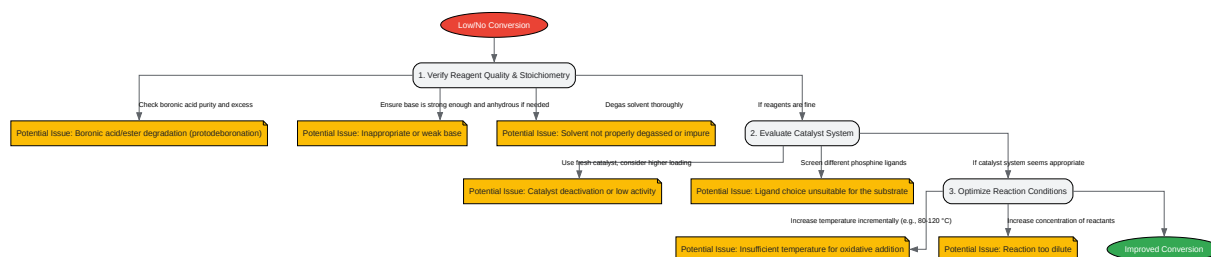 Low/No Conversion
1. Verify Reagent Quality & Stoichiometry
Check boronic acid purity and excess
Ensure base is strong enough and anhydrous if needed
Degas solvent thoroughly
If reagents are fine
Potential Issue: Boronic acid/ester degradation (protodeboronation)
Potential Issue: Inappropriate or weak base
Potential Issue: Solvent not properly degassed or impure
2. Evaluate Catalyst System
Use fresh catalyst, consider higher loading
Screen different phosphine ligands
If catalyst system seems appropriate
Potential Issue: Catalyst deactivation or low activity
Potential Issue: Ligand choice unsuitable for the substrate
3. Optimize Reaction Conditions
Increase temperature incrementally (e.g., 80-120 °C)
Increase concentration of reactants
Potential Issue: Insufficient temperature for oxidative addition
Potential Issue: Reaction too dilute
Improved Conversion